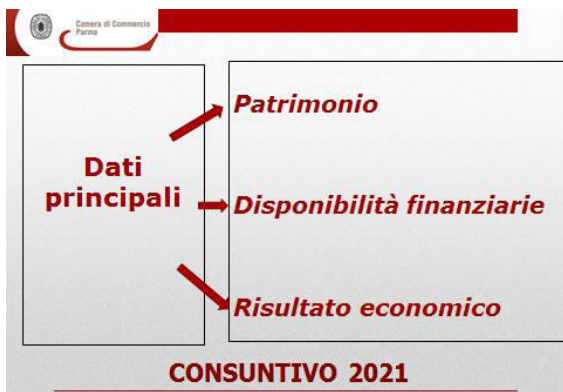 Camera di Commercio
Parma
Dati
principali
Patrimonio
Disponibilità finanziarie
Risultato economico
CONSUNTIVO 2021